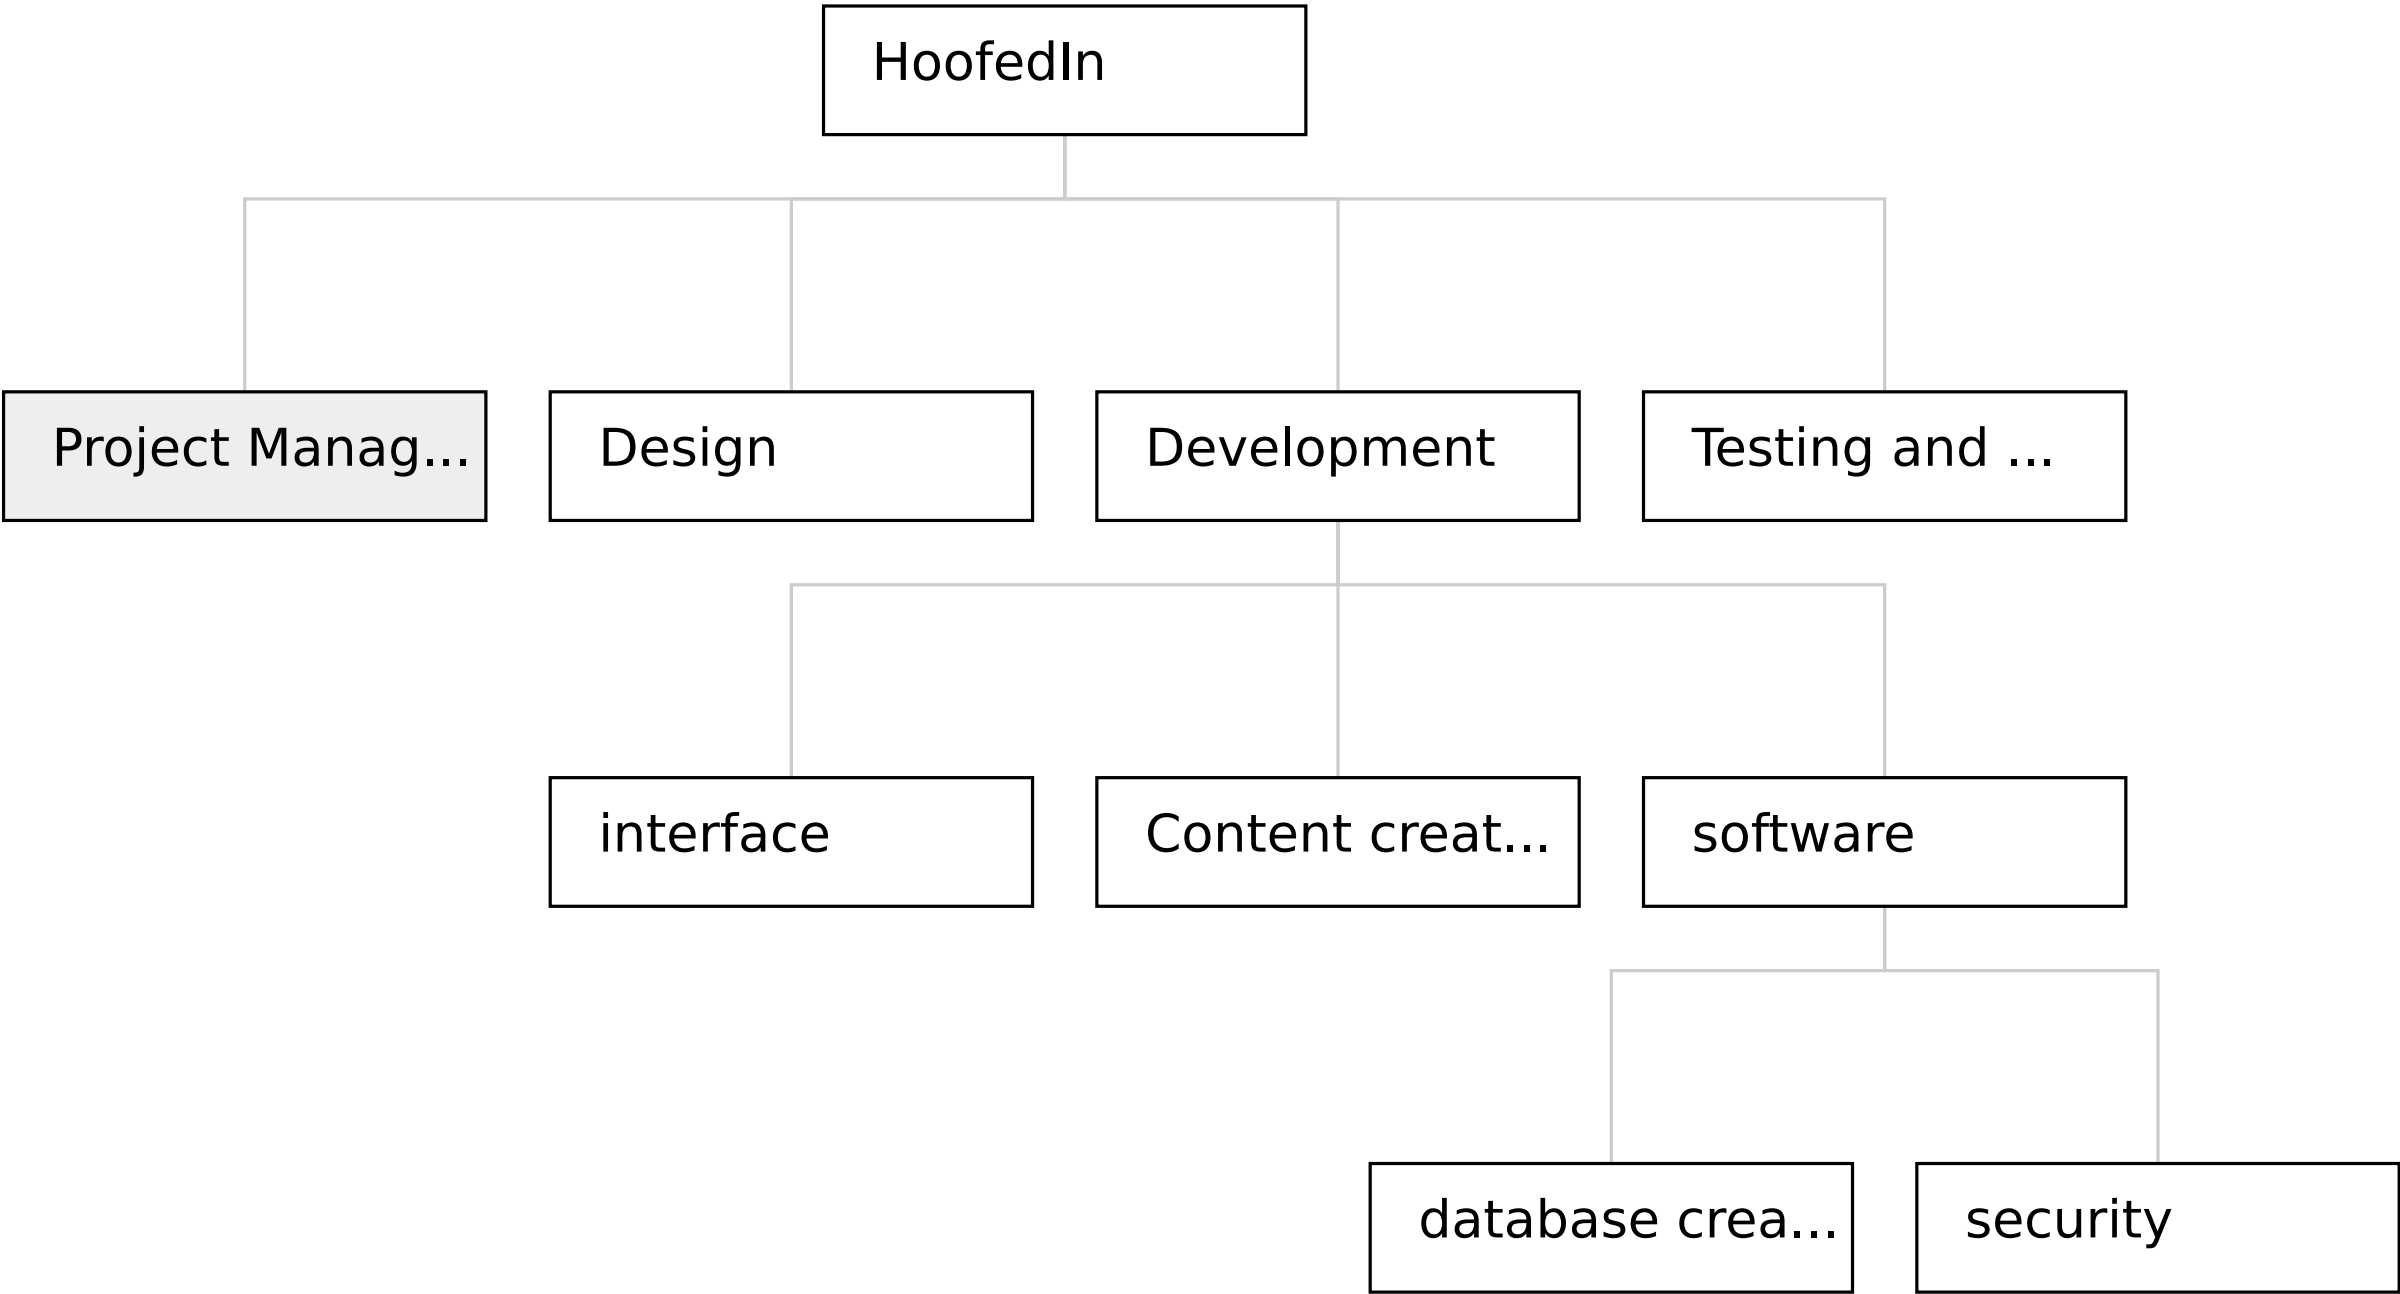 HoofedIn
Project Manag...
Design
Development
Testing and ...
interface
Content creat...
software
database crea...
security